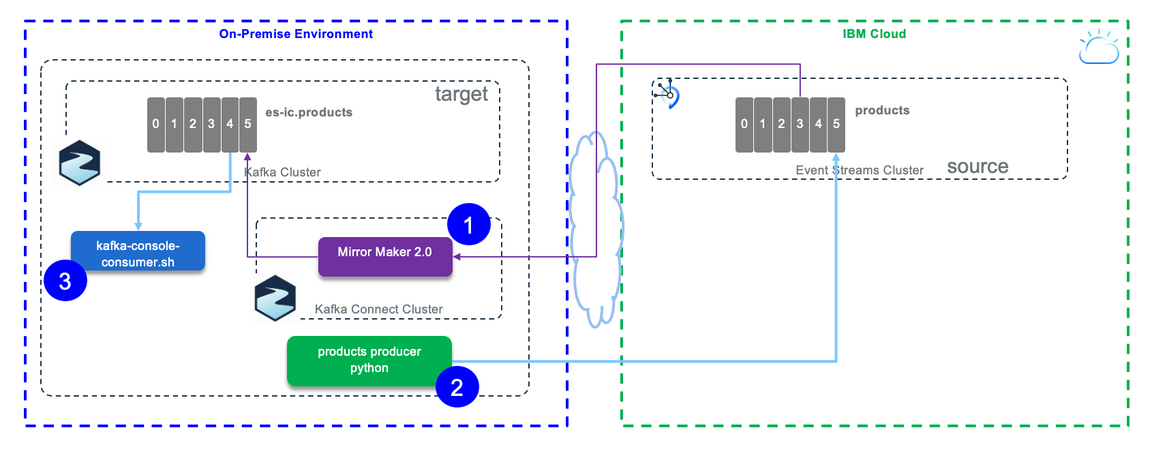 On-Premise Environment
IBM Cloud
target
es-ic.products
0 1 2 3 4 5
Kafka Cluster
products
0 1 2 3 4 5
Event Streams Cluster
source
1
Mirror Maker 2.0
kafka-console-
consumer.sh
3
Kafka Connect Cluster
products producer
python
2